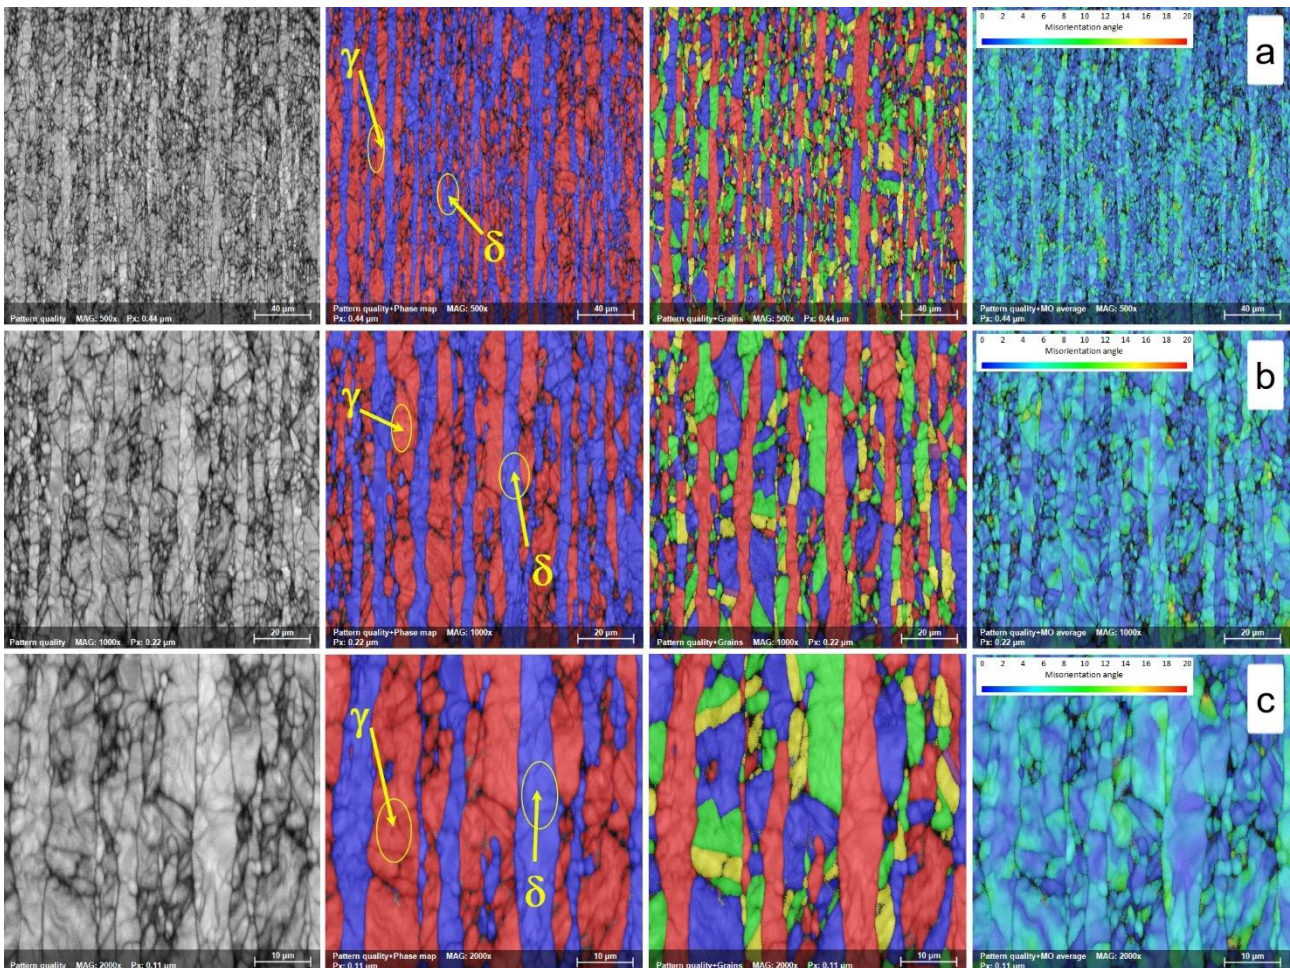 0 2 4 6 8 10 12 14 16 18 20
Misorientation angle
a
γ
δ
Pattern quality MAG: 500x Px: 0.44 µm 40 µm
Pattern quality+Phase map MAG: 500x 40 µm
Px: 0.44 µm
Pattern quality+Grains 500x Px: 0.44 µm 40 µm
Pattern quality+MO average MAG: 500x 40 µm
Px: 0.44 µm
0 2 4 6 8 10 12 14 16 18 20
Misorientation angle
b
γ
δ
Pattern quality MAG: 1000x Px: 0.22 µm 20 µm
Pattern quality+Phase map MAG: 1000x 20 µm
Px: 0.22 µm
Pattern quality+Grains 1000x Px: 0.22 µm 20 µm
Pattern quality+MO average MAG: 1000x 20 µm
Px: 0.22 µm
0 2 4 6 8 10 12 14 16 18 20
Misorientation angle
c
γ
δ
Pattern quality MAG: 2000x Px: 0.11 µm 10 µm
Pattern quality+Phase map MAG: 2000x 10 µm
Px: 0.11 µm
Pattern quality+Grains 2000x Px: 0.11 µm 10 µm
Pattern quality+MO average MAG: 2000x 10 µm
Px: 0.11 µm